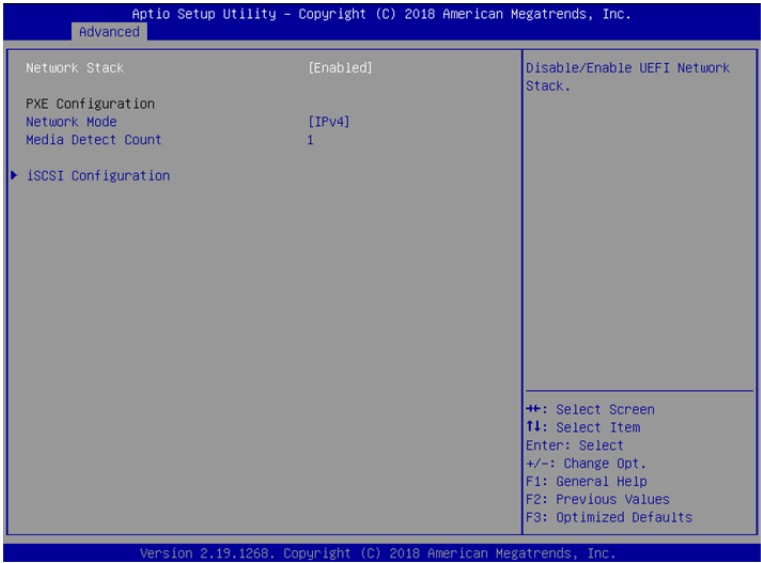 Aptio Setup Utility – Copyright (C) 2018 American Megatrends, Inc.
Advanced
Network Stack [Enabled]
PXE Configuration
Network Mode [IPv4]
Media Detect Count 1
iSCSI Configuration
Disable/Enable UEFI Network
Stack.
→←: Select Screen
↑↓: Select Item
Enter: Select
+/-: Change Opt.
F1: General Help
F2: Previous Values
F3: Optimized Defaults
Version 2.19.1268. Copyright (C) 2018 American Megatrends, Inc.